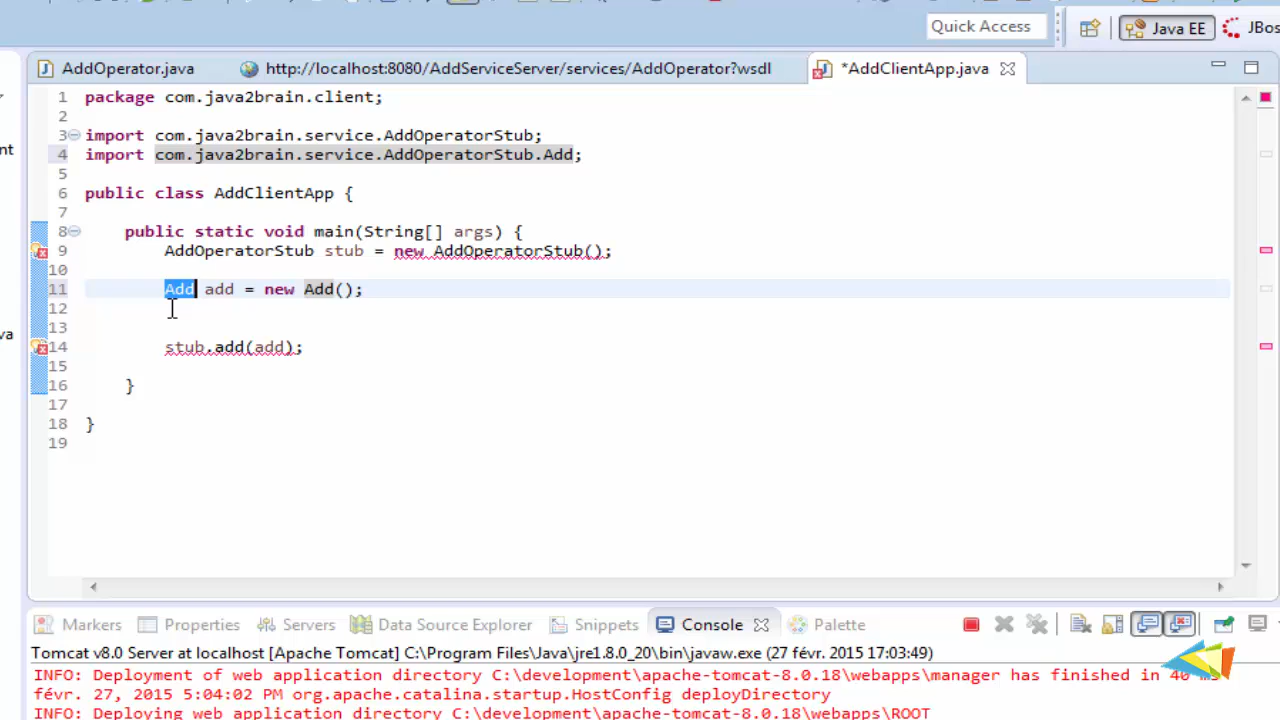 Quick Access
Java EE
JBos
AddOperator.java
http://localhost:8080/AddServiceServer/services/AddOperator?wsdl
*AddClientApp.java
1 package com.java2brain.client;
2
3 import com.java2brain.service.AddOperatorStub;
nt
4 import com.java2brain.service.AddOperatorStub.Add;
5
6 public class AddClientApp {
7
8 public static void main(String[] args) {
9 AddOperatorStub stub = new AddOperatorStub();
10
11 Add add = new Add();
12
13
va
14 stub.add(add);
15
16 }
17
18 }
19
Markers
Properties
Servers
Data Source Explorer
Snippets
Console
Palette
Tomcat v8.0 Server at localhost [Apache Tomcat] C:\Program Files\Java\jre1.8.0_20\bin\javaw.exe (27 févr. 2015 17:03:49)
INFO: Deployment of web application directory C:\development\apache-tomcat-8.0.18\webapps\manager has finished in 40 ms
févr. 27, 2015 5:04:02 PM org.apache.catalina.startup.HostConfig deployDirectory
INFO: Deploying web application directory C:\development\apache-tomcat-8.0.18\webapps\ROOT